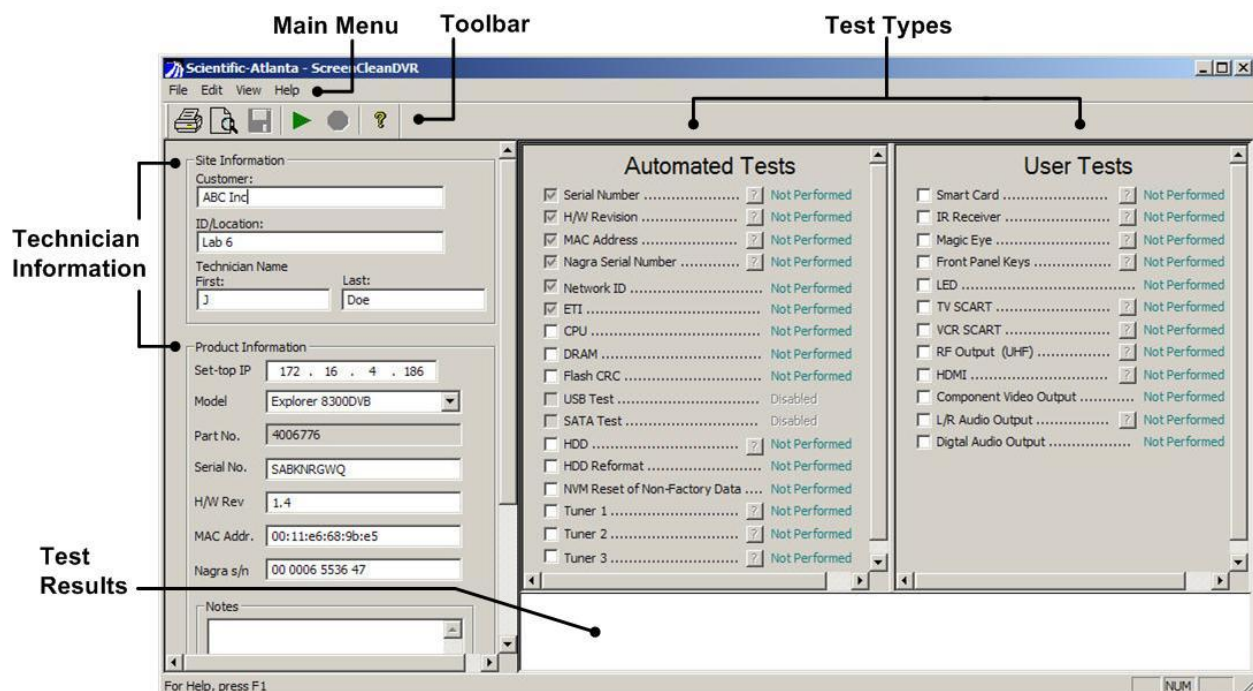 Main Menu
Toolbar
Test Types
Scientific-Atlanta - ScreenCleanDVR
File Edit View Help
Technician
Information
Site Information
Customer:
ABC Inc
ID/Location:
Lab 6
Technician Name
First:
Last:
J
Doe
Product Information
Set-top IP
172 . 16 . 4 . 186
Model
Explorer 8300DVB
Part No.
4006776
Serial No.
SABKNRGWQ
H/W Rev
1.4
MAC Addr.
00:11:e6:68:9b:e5
Nagra s/n
00 0006 5536 47
Notes
Test
Results
Automated Tests
Serial Number ........................ ? Not Performed
H/W Revision ........................ ? Not Performed
MAC Address ........................ ? Not Performed
Nagra Serial Number ............ ? Not Performed
Network ID .............................. Not Performed
ETI .............................. Not Performed
CPU .............................. Not Performed
DRAM .............................. Not Performed
Flash CRC .............................. Not Performed
USB Test .............................. Disabled
SATA Test .............................. Disabled
HDD .............................. ? Not Performed
HDD Reformat .............................. Not Performed
NVM Reset of Non-Factory Data .... Not Performed
Tuner 1 .............................. ? Not Performed
Tuner 2 .............................. ? Not Performed
Tuner 3 .............................. ? Not Performed
User Tests
Smart Card ........................ ? Not Performed
IR Receiver ........................ ? Not Performed
Magic Eye ........................ ? Not Performed
Front Panel Keys ................ ? Not Performed
LED .............................. Not Performed
TV SCART ........................ ? Not Performed
VCR SCART ........................ ? Not Performed
RF Output (UHF) ................ ? Not Performed
HDMI .............................. ? Not Performed
Component Video Output ............ Not Performed
L/R Audio Output ................ ? Not Performed
Digtal Audio Output .................. Not Performed
For Help, press F1
NUM